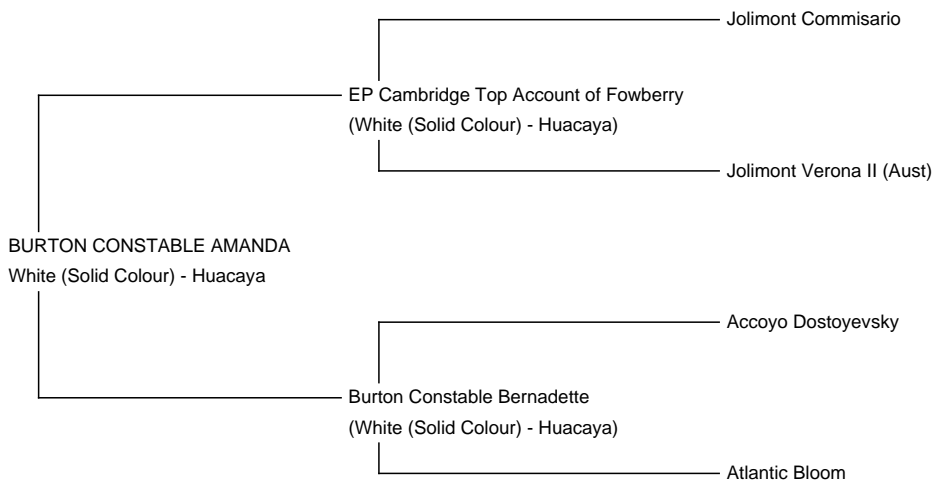 Jolimont Commisario
EP Cambridge Top Account of Fowberry
(White (Solid Colour) - Huacaya)
Jolimont Verona II (Aust)
BURTON CONSTABLE AMANDA
White (Solid Colour) - Huacaya
Accoyo Dostoyevsky
Burton Constable Bernadette
(White (Solid Colour) - Huacaya)
Atlantic Bloom